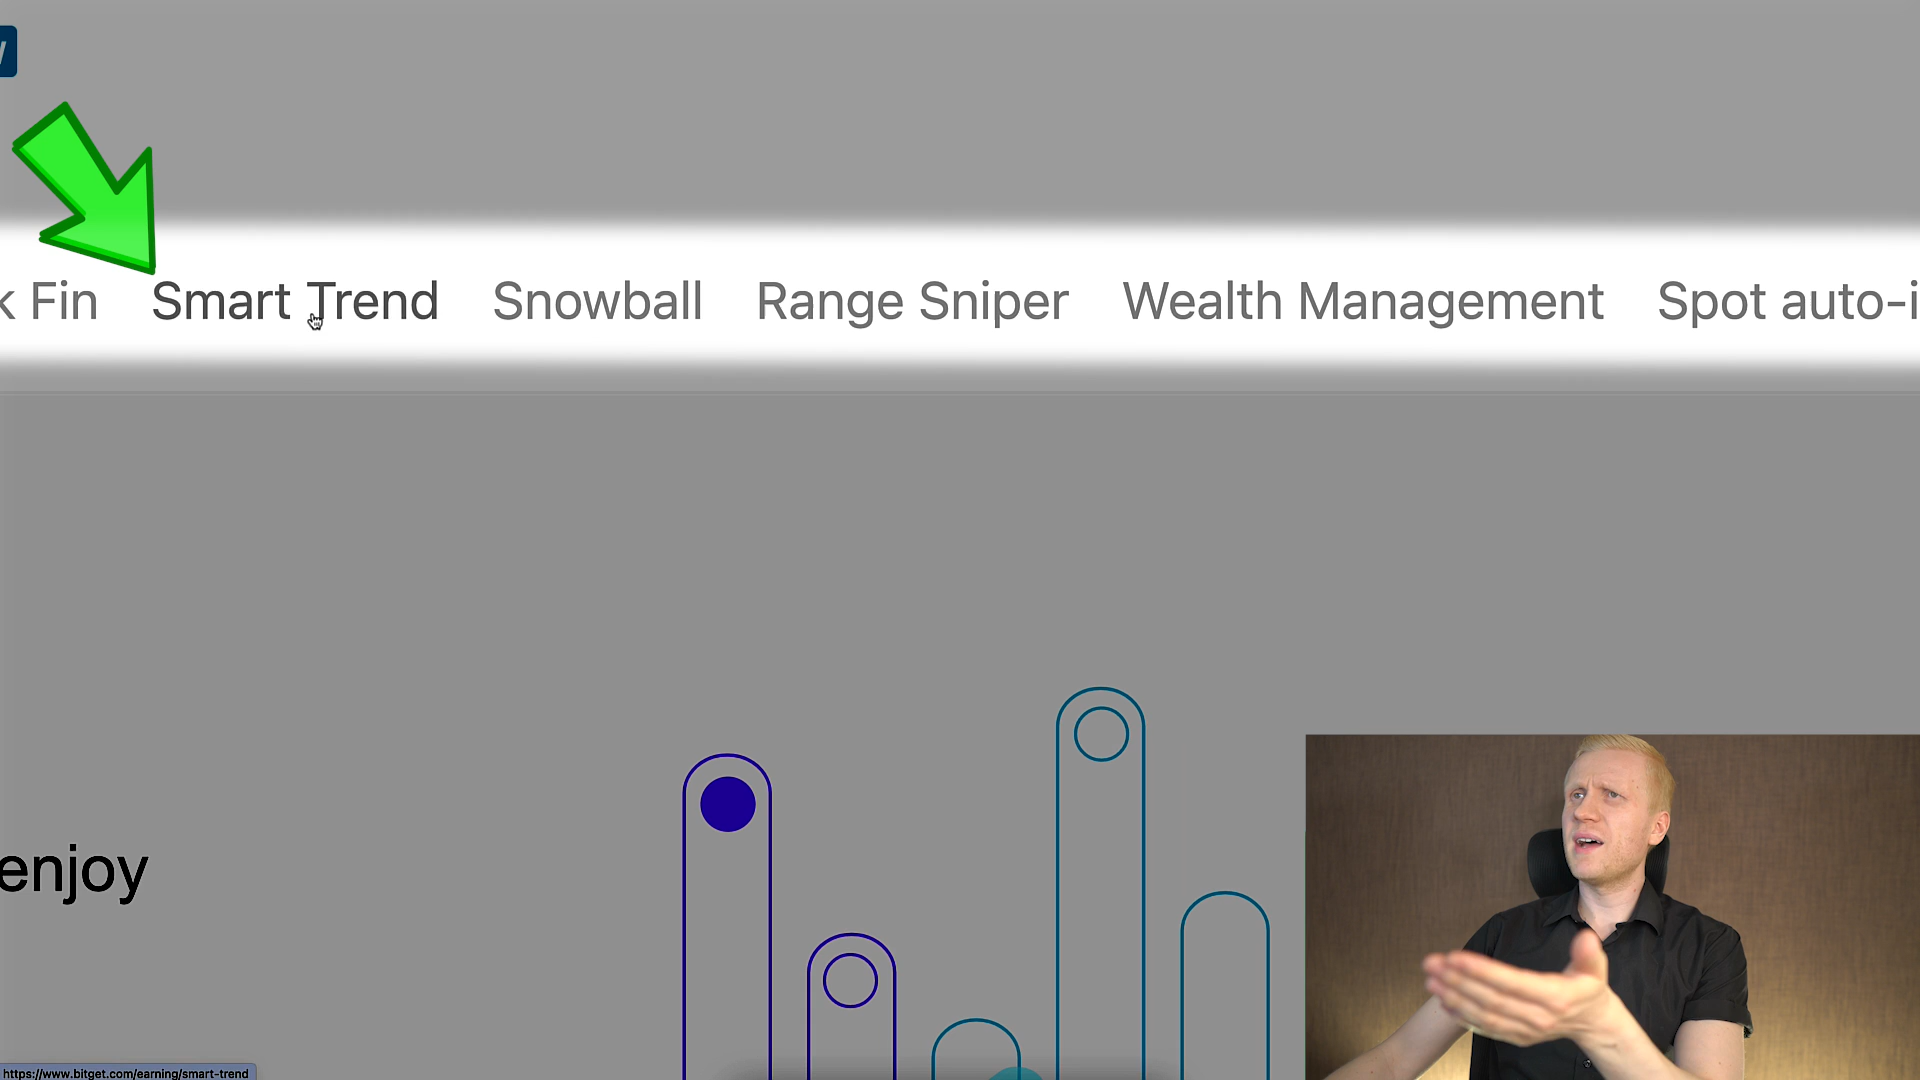 k Fin Smart Trend Snowball Range Sniper Wealth Management Spot auto-i
enjoy
https://www.bitget.com/earning/smart-trend